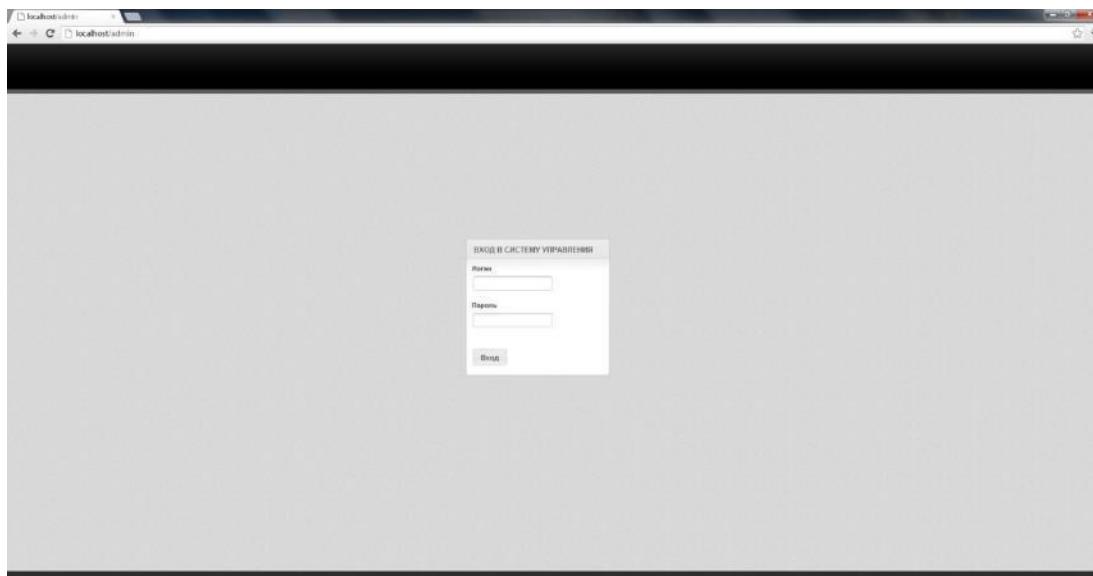 localhost/admin
localhost/admin
ВХОД В СИСТЕМУ УПРАВЛЕНИЯ
Логин
Пароль
Вход